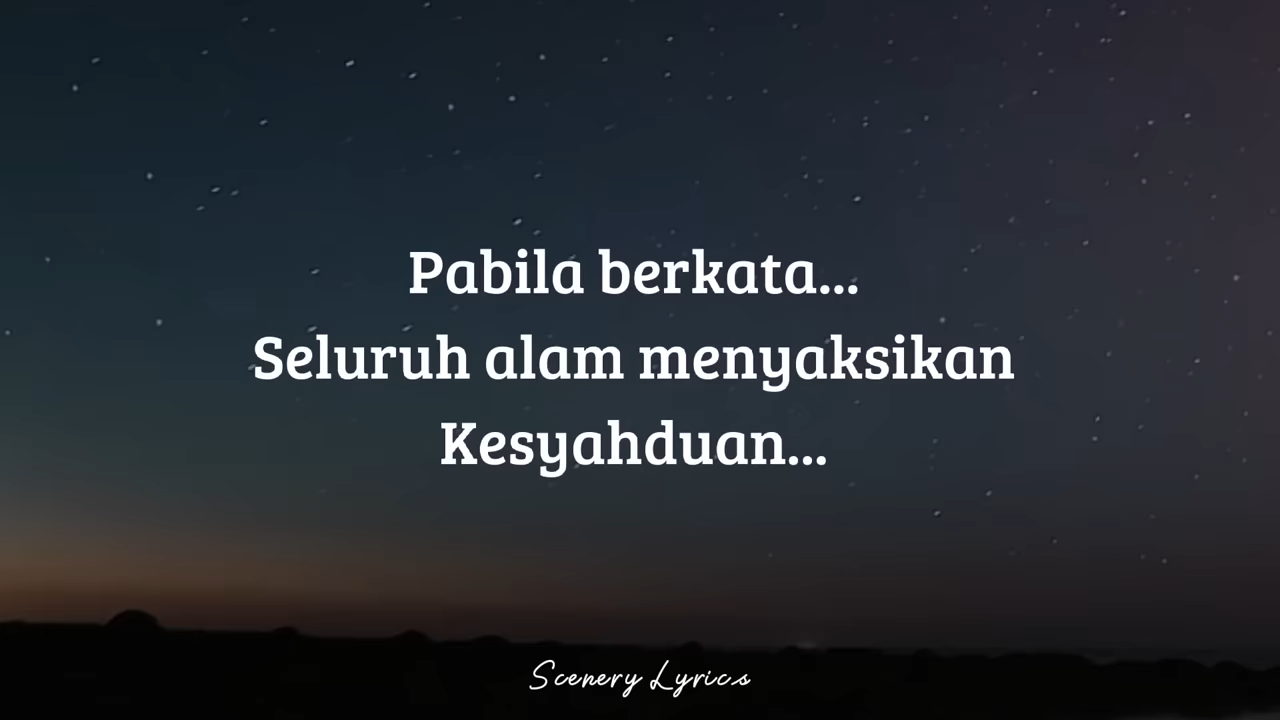 Pabila berkata...
Seluruh alam menyaksikan
Kesyahduan...
Scenery Lyrics